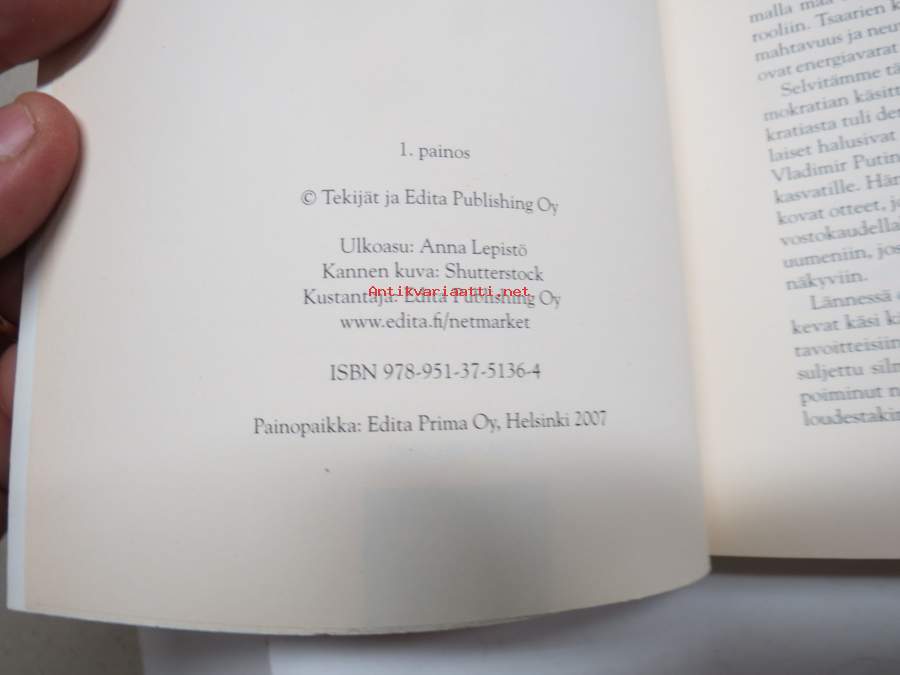 1. painos
© Tekijät ja Edita Publishing Oy
Ulkoasu: Anna Lepistö
Kannen kuva: Shutterstock
Kustantaja: Edita Publishing Oy
Antikvariaatti.net
www.edita.fi/netmarket
ISBN 978-951-37-5136-4
Painopaikka: Edita Prima Oy, Helsinki 2007
malla maa
rooliin. Tsaarien k
mahtavuus ja neu
ovat energiavarat
Selvitämme tä
mokratian käsitt
kratiasta tuli de
laiset halusivat
Vladimir Putin
kasvatille. Hän
kovat otteet, j
vostokaudella
uumeniin, jos
näkyviin.
Lännessä
kevat käsi k
tavoitteisiin
suljettu siln
poiminut n
loudestakin